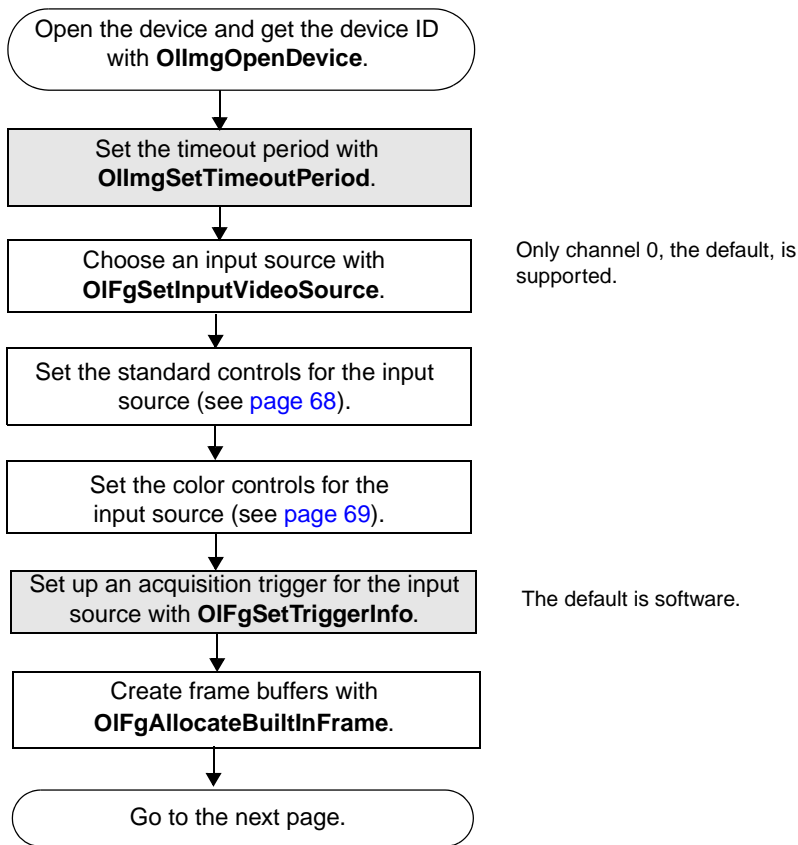 Open the device and get the device ID
with OlImgOpenDevice.
Set the timeout period with
OlImgSetTimeoutPeriod.
Choose an input source with
OlFgSetInputVideoSource.
Only channel 0, the default, is
supported.
Set the standard controls for the input
source (see page 68).
Set the color controls for the
input source (see page 69).
Set up an acquisition trigger for the input
source with OlFgSetTriggerInfo.
The default is software.
Create frame buffers with
OlFgAllocateBuiltInFrame.
Go to the next page.